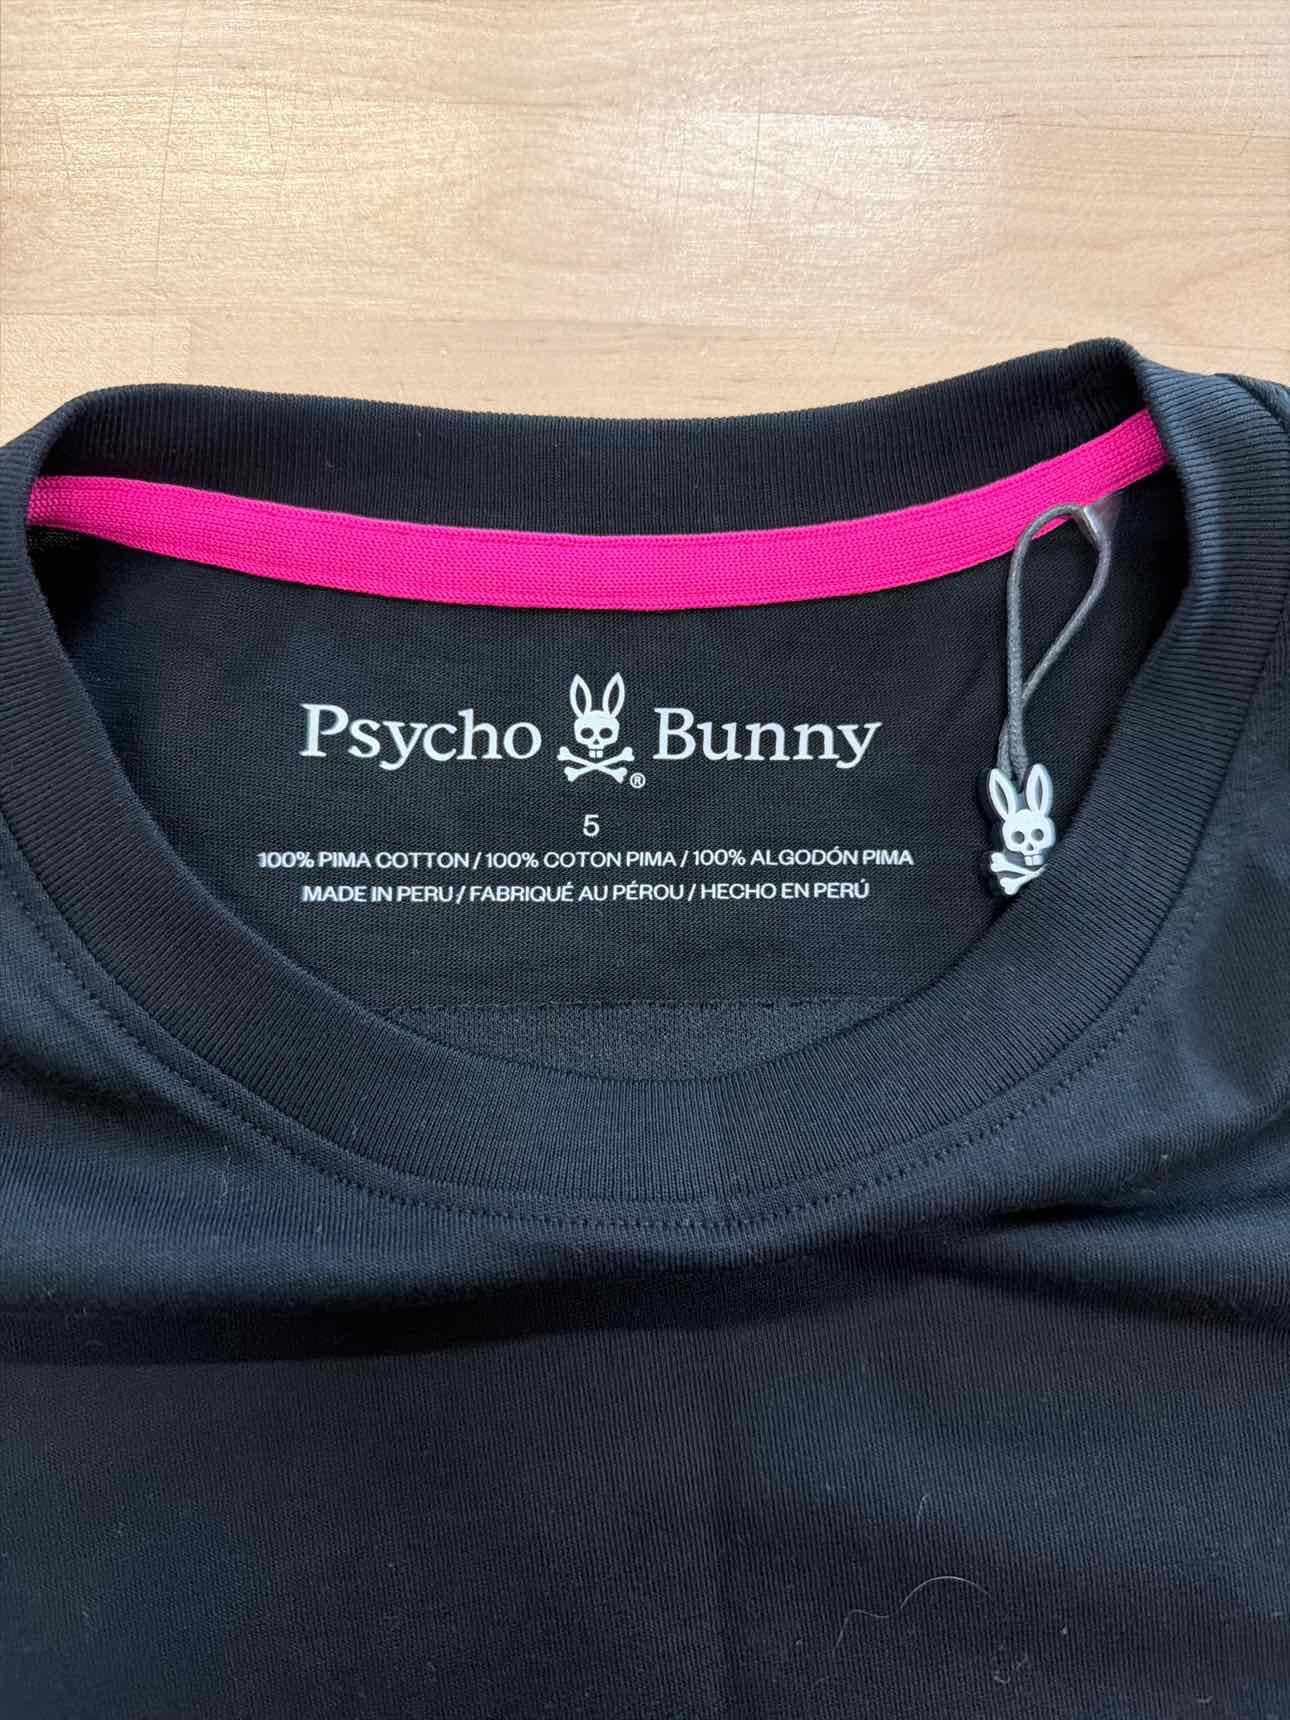 Psycho Bunny
®
5
100% PIMA COTTON / 100% COTON PIMA / 100% ALGODÓN PIMA
MADE IN PERU / FABRIQUÉ AU PÉROU / HECHO EN PERÚ